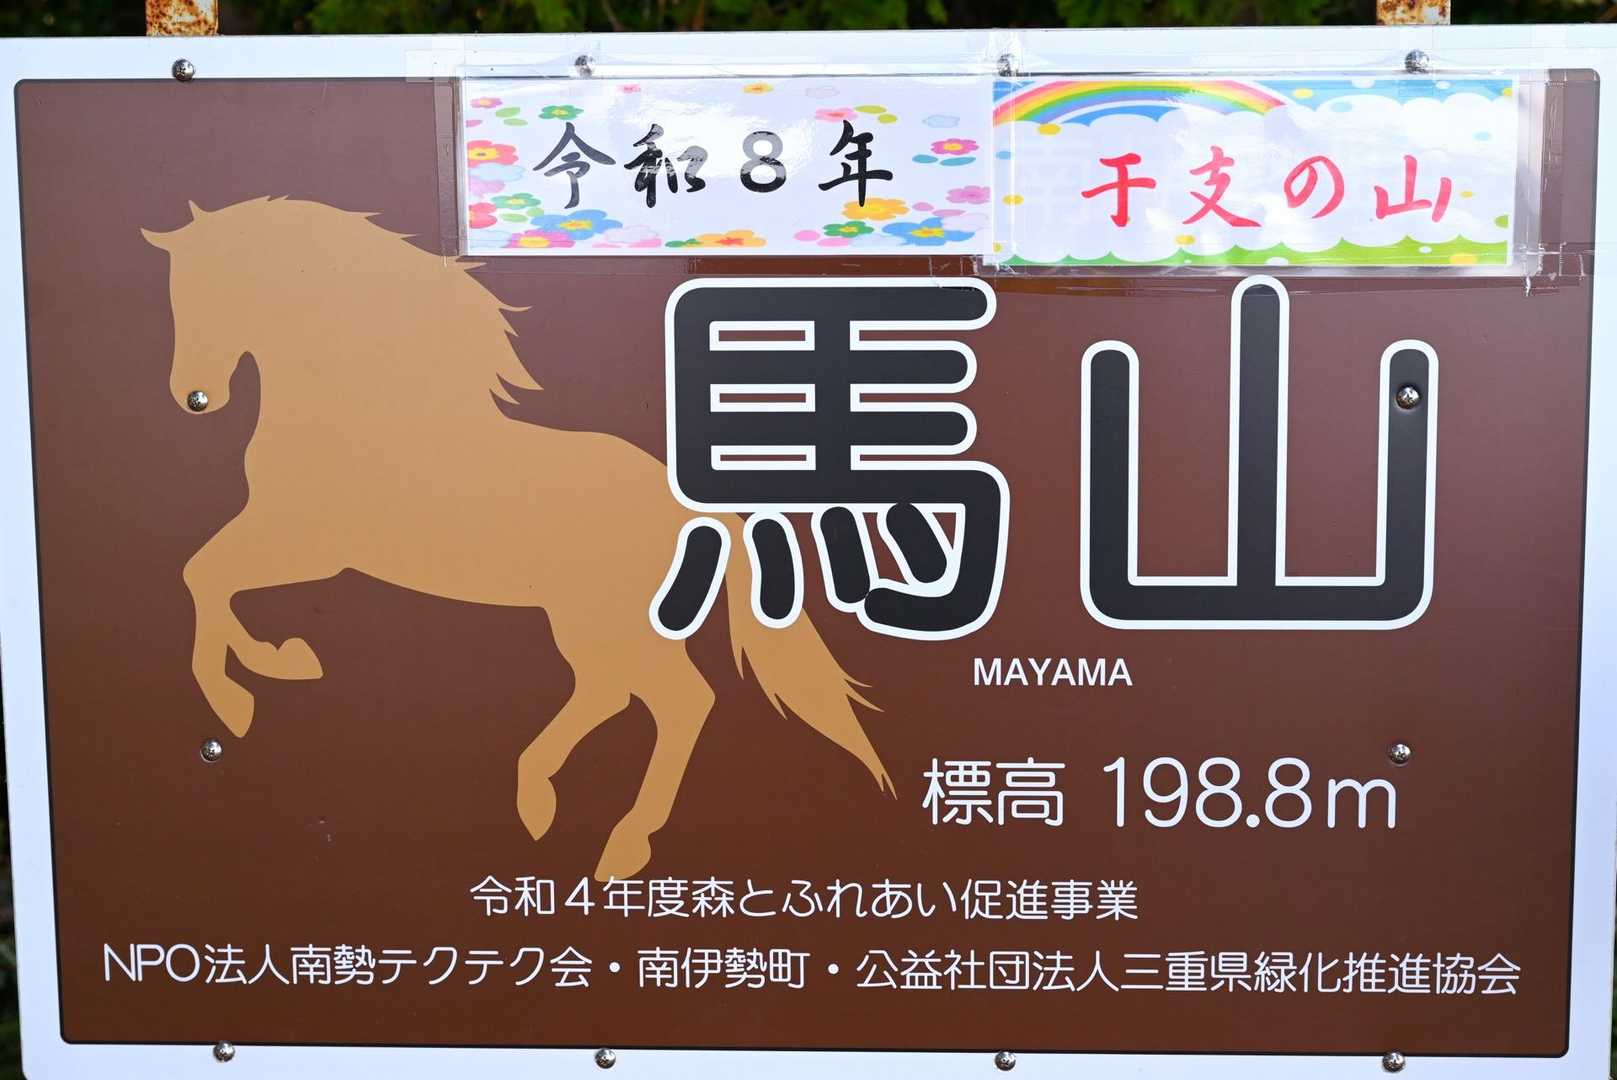 令和8年
干支の山
馬山
MAYAMA
標高 198.8m
令和4年度森とふれあい促進事業
NPO法人南勢テクテク会・南伊勢町・公益社団法人三重県緑化推進協会